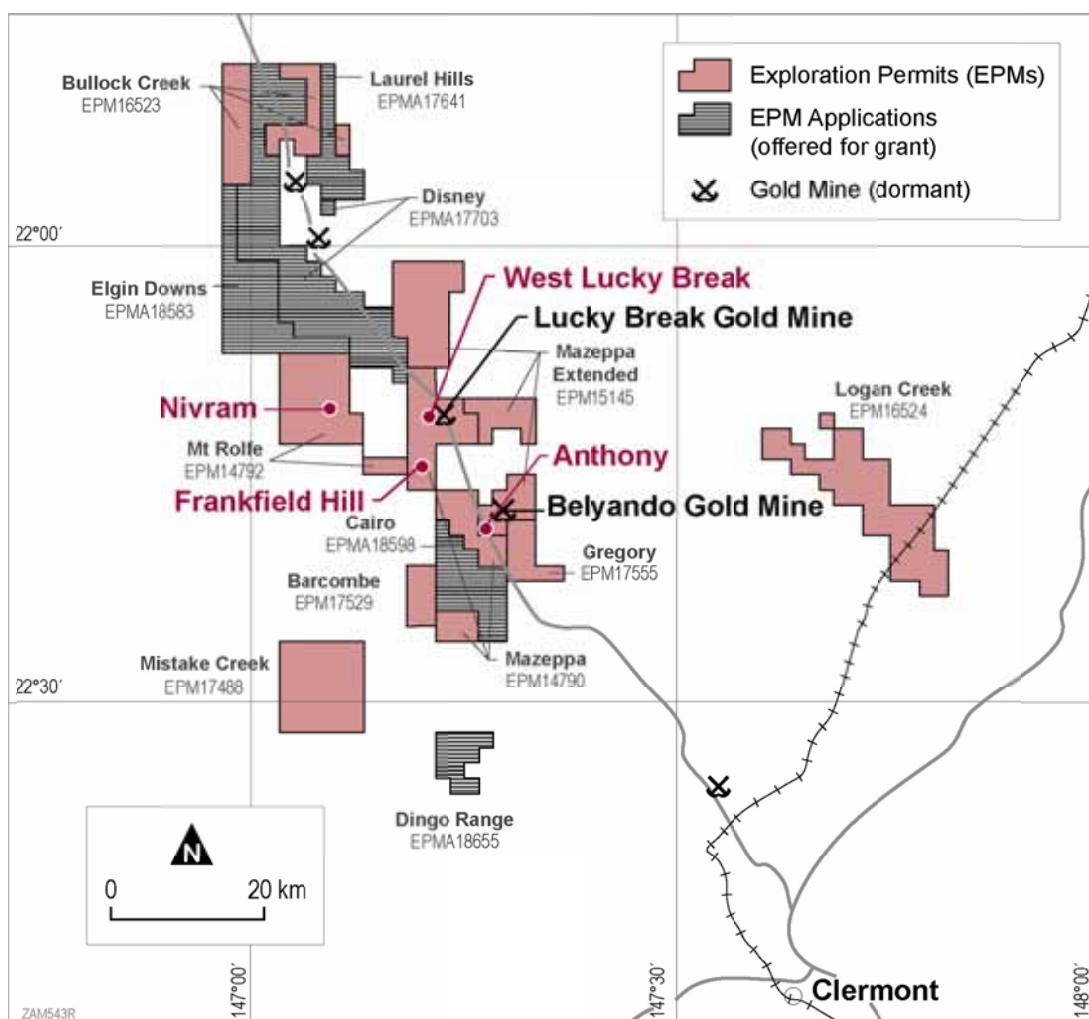 Bullock Creek
EPM16523
Laurel Hills
EPMA17641
Exploration Permits (EPMs)
EPM Applications
(offered for grant)
Gold Mine (dormant)
Disney
EPMA17703
22°00´
Elgin Downs
EPMA18583
West Lucky Break
Lucky Break Gold Mine
Mazeppa
Extended
EPM15145
Logan Creek
EPM16524
Nivram
Mt Rolfe
EPM14792
Anthony
Frankfield Hill
Belyando Gold Mine
Cairo
EPMA18598
Gregory
EPM17555
Barcombe
EPM17529
Mistake Creek
EPM17488
Mazeppa
EPM14790
22°30´
Dingo Range
EPMA18655
N
0 20 km
147°00´
147°30´
148°00´
Clermont
ZAM543R